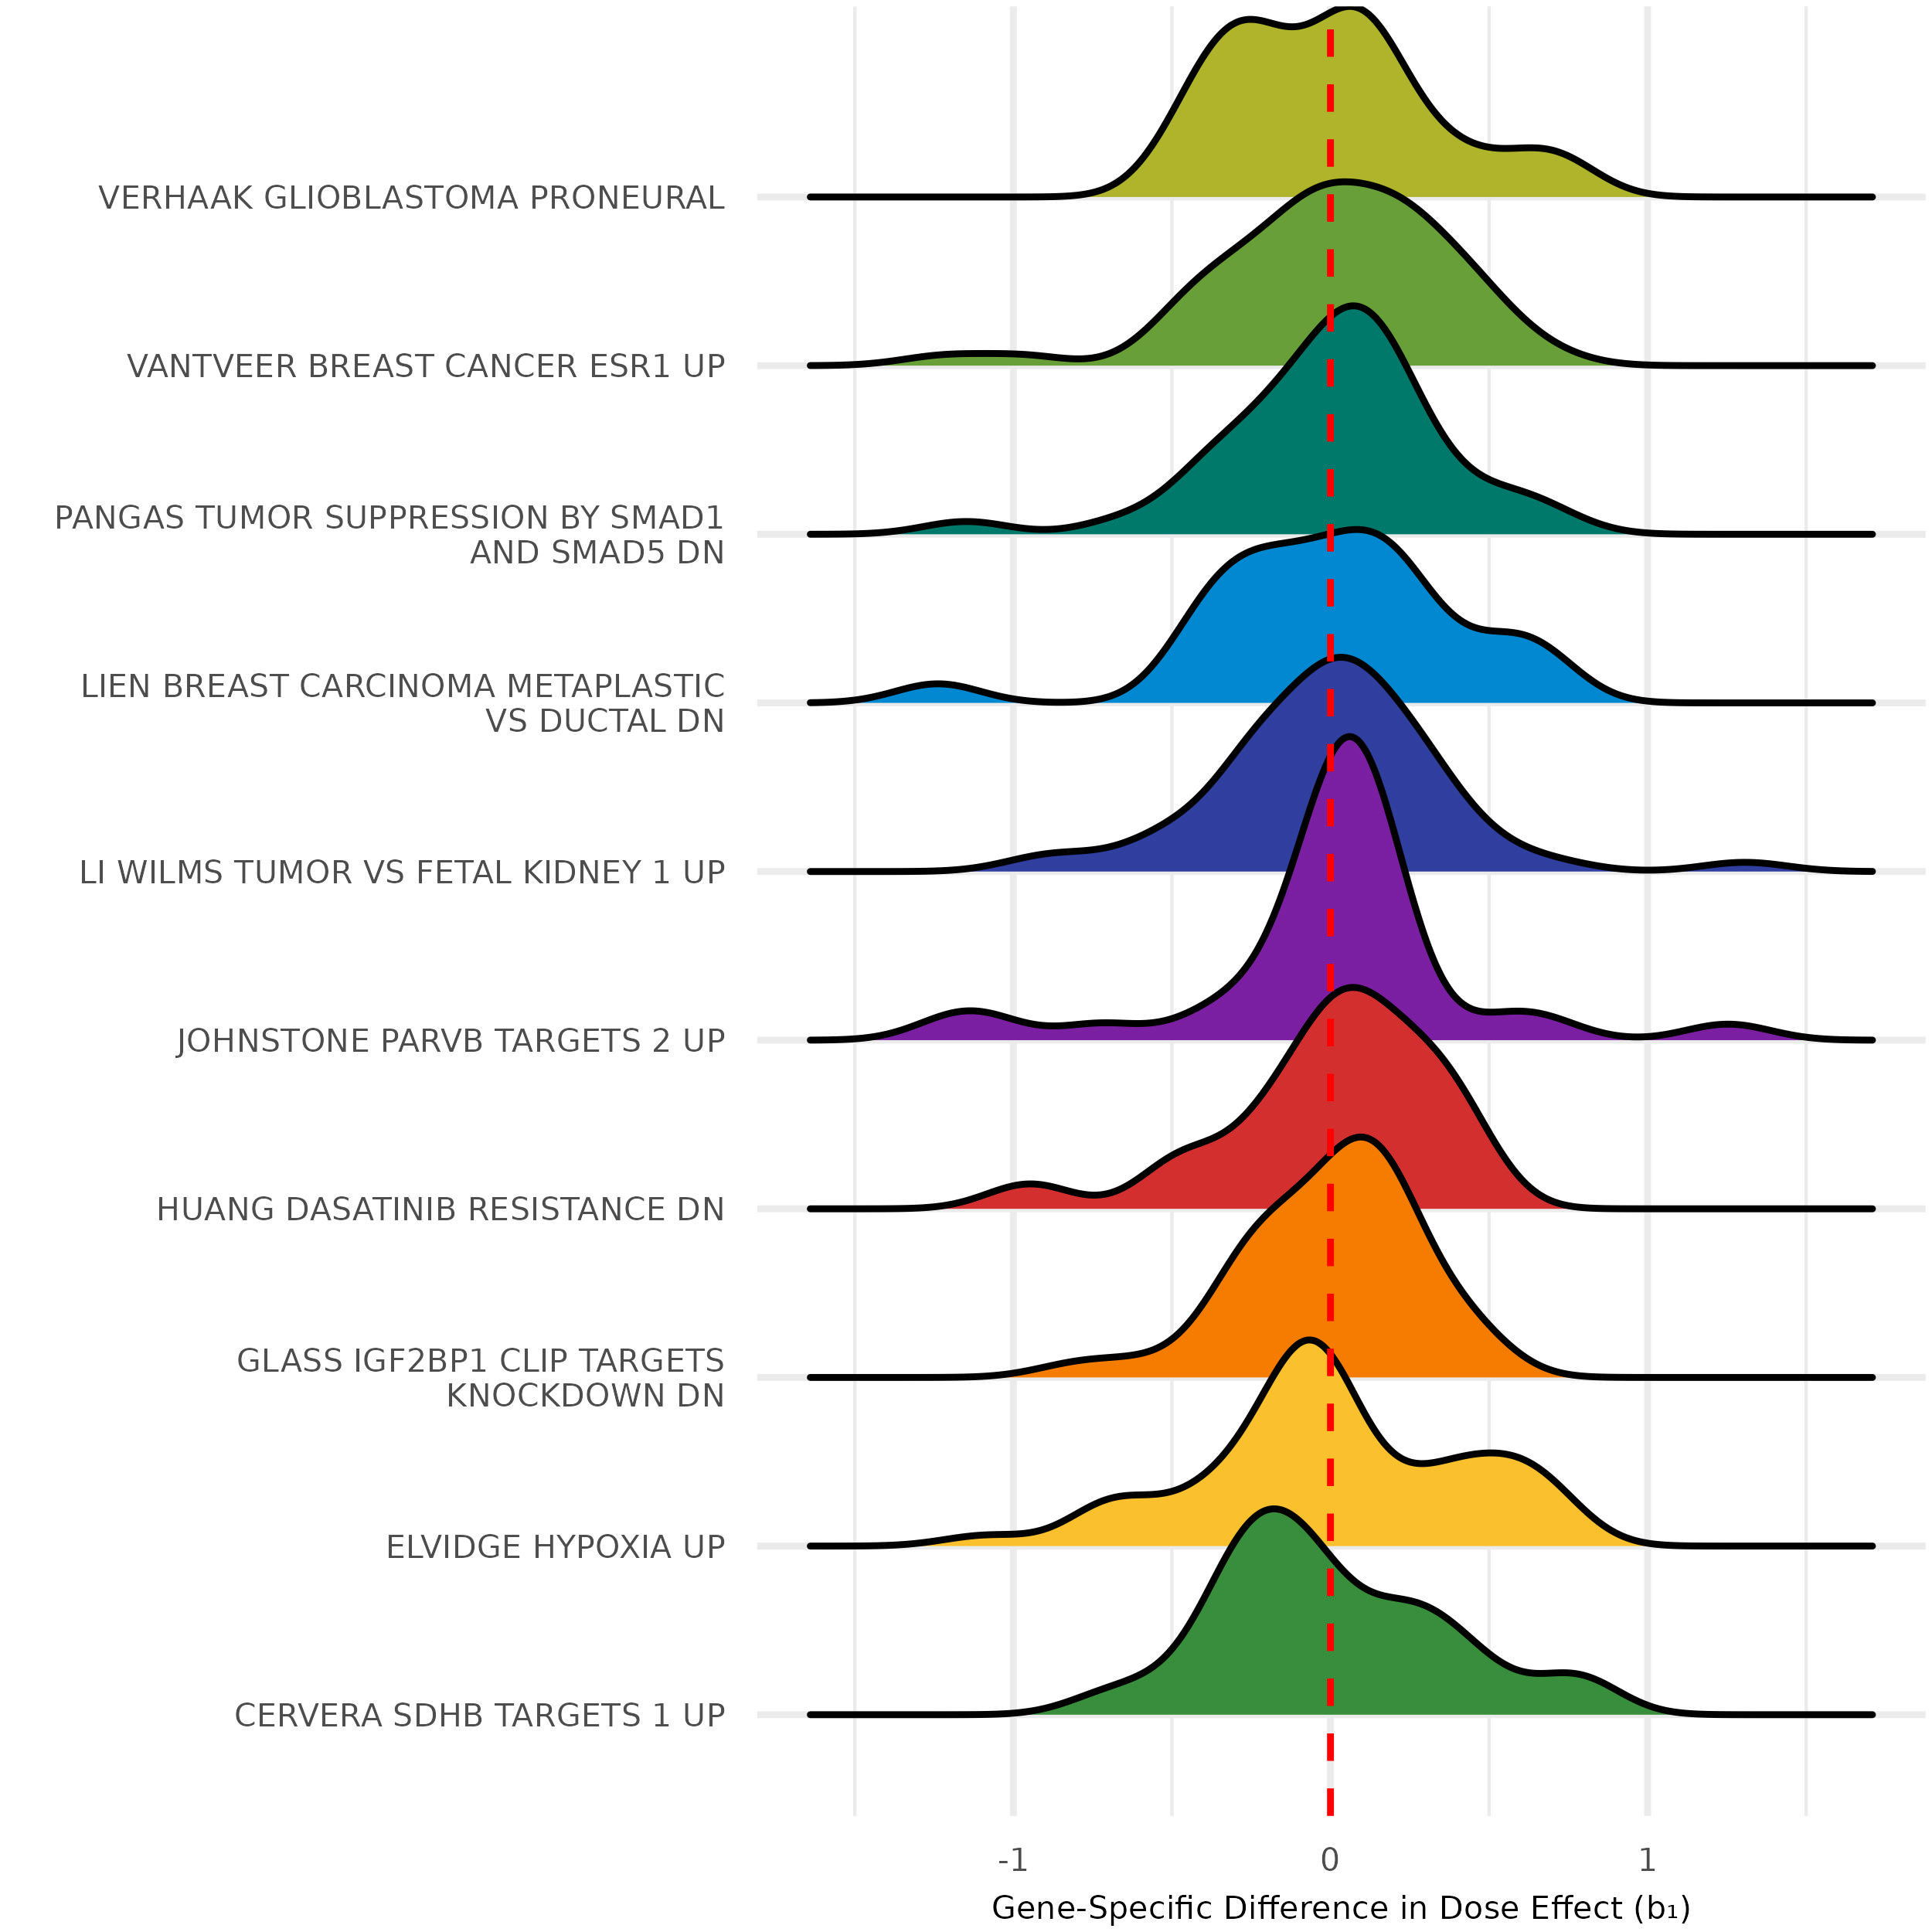 VERHAAK GLIOBLASTOMA PRONEURAL
VANTVEER BREAST CANCER ESR1 UP
PANGAS TUMOR SUPPRESSION BY SMAD1
AND SMAD5 DN
LIEN BREAST CARCINOMA METAPLASTIC
VS DUCTAL DN
LI WILMS TUMOR VS FETAL KIDNEY 1 UP
JOHNSTONE PARVB TARGETS 2 UP
HUANG DASATINIB RESISTANCE DN
GLASS IGF2BP1 CLIP TARGETS
KNOCKDOWN DN
ELVIDGE HYPOXIA UP
CERVERA SDHB TARGETS 1 UP
-1 0 1
Gene-Specific Difference in Dose Effect (b₁)